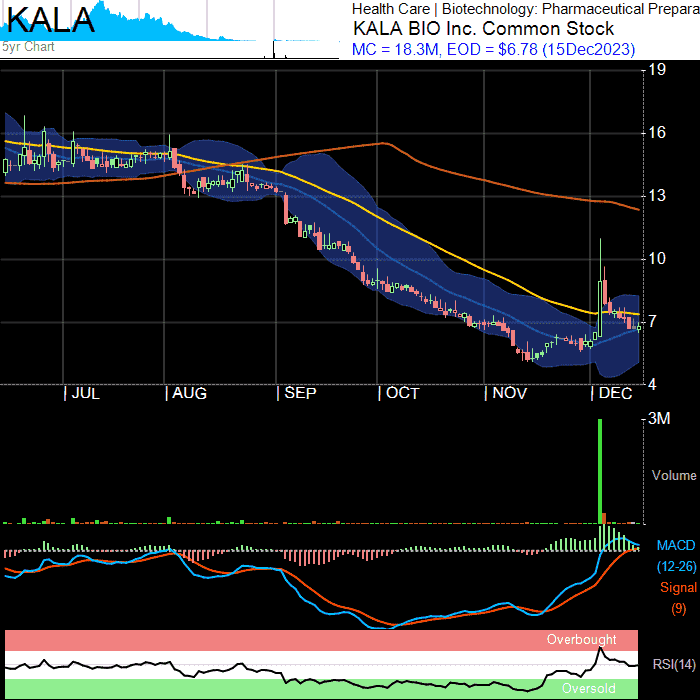 KALA
5yr Chart
Health Care | Biotechnology: Pharmaceutical Prepara
KALA BIO Inc. Common Stock
MC = 18.3M, EOD = $6.78 (15Dec2023)
19
16
13
10
7
4
| JUL | AUG | SEP | OCT | NOV | DEC
3M
Volume
MACD
(12-26)
Signal
(9)
Overbought
RSI(14)
Oversold